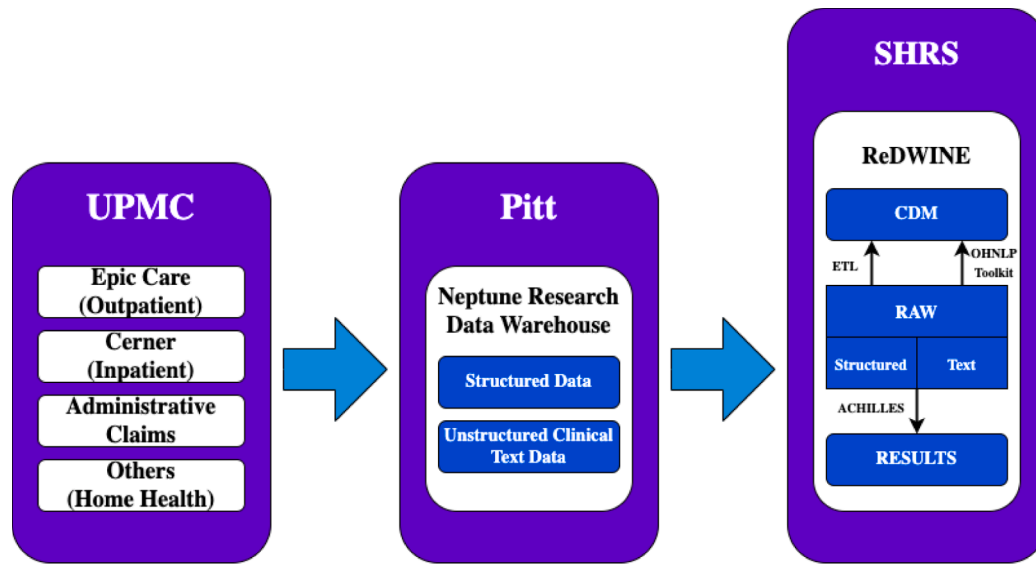 UPMC
Epic Care
(Outpatient)
Cerner
(Inpatient)
Administrative
Claims
Others
(Home Health)
Pitt
Neptune Research
Data Warehouse
Structured Data
Unstructured Clinical
Text Data
SHRS
ReDWINE
CDM
ETL
OHNLP
Toolkit
RAW
Structured
Text
ACHILLES
RESULTS